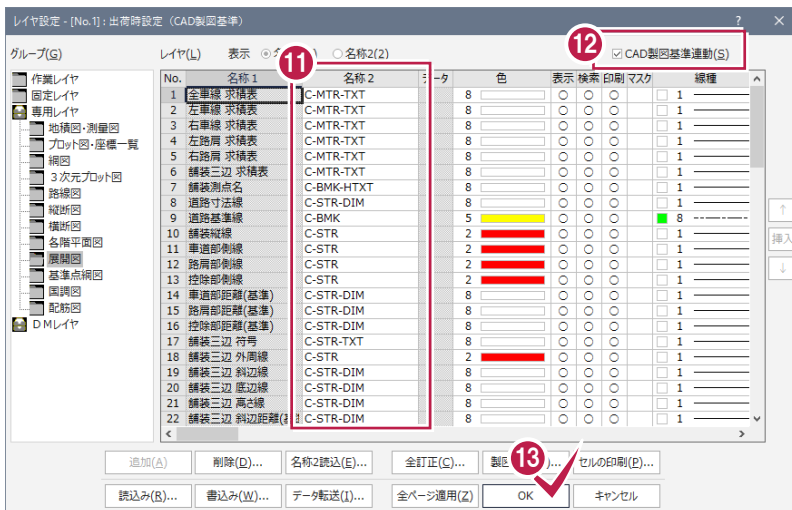 レイヤ設定 - [No.1] : 出荷時設定（CAD製図基準） ? ×
グループ(G) レイヤ(L) 表示 名称2(2) CAD製図基準連動(S)
11
12
作業レイヤ
固定レイヤ
専用レイヤ
地積図・測量図
プロット図・座標一覧
網図
３次元プロット図
路線図
縦断図
横断図
各階平面図
展開図
基準点網図
国調図
配筋図
ＤＭレイヤ
No. 名称 1 名称 2 データ 色 表示 検索 印刷 マスク 線種
1 全車線 求積表 C-MTR-TXT 8 ○ ○ ○ 1
2 左車線 求積表 C-MTR-TXT 8 ○ ○ ○ 1
3 右車線 求積表 C-MTR-TXT 8 ○ ○ ○ 1
4 左路肩 求積表 C-MTR-TXT 8 ○ ○ ○ 1
5 右路肩 求積表 C-MTR-TXT 8 ○ ○ ○ 1
6 舗装三辺 求積表 C-MTR-TXT 8 ○ ○ ○ 1
7 舗装測点名 C-BMK-HTXT 8 ○ ○ ○ 1
8 道路寸法線 C-STR-DIM 8 ○ ○ ○ 1
9 道路基準線 C-BMK 5 ○ ○ ○ 8
10 舗装縦線 C-STR 2 ○ ○ ○ 1
11 車道部側線 C-STR 2 ○ ○ ○ 1
12 路肩部側線 C-STR 2 ○ ○ ○ 1
13 控除部側線 C-STR 2 ○ ○ ○ 1
14 車道部距離(基準) C-STR-DIM 8 ○ ○ ○ 1
15 路肩部距離(基準) C-STR-DIM 8 ○ ○ ○ 1
16 控除部距離(基準) C-STR-DIM 8 ○ ○ ○ 1
17 舗装三辺 符号 C-STR-TXT 8 ○ ○ ○ 1
18 舗装三辺 外周線 C-STR 2 ○ ○ ○ 1
19 舗装三辺 斜辺線 C-STR-DIM 8 ○ ○ ○ 1
20 舗装三辺 底辺線 C-STR-DIM 8 ○ ○ ○ 1
21 舗装三辺 高さ線 C-STR-DIM 8 ○ ○ ○ 1
22 舗装三辺 斜辺距離( C-STR-DIM 8 ○ ○ ○ 1
↑
挿入
↓
追加(A) 削除(D)... 名称2読込(E)... 全訂正(C)... 製図 )... セルの印刷(P)...
13
読込み(R)... 書込み(W)... データ転送(I)... 全ページ適用(Z) OK キャンセル